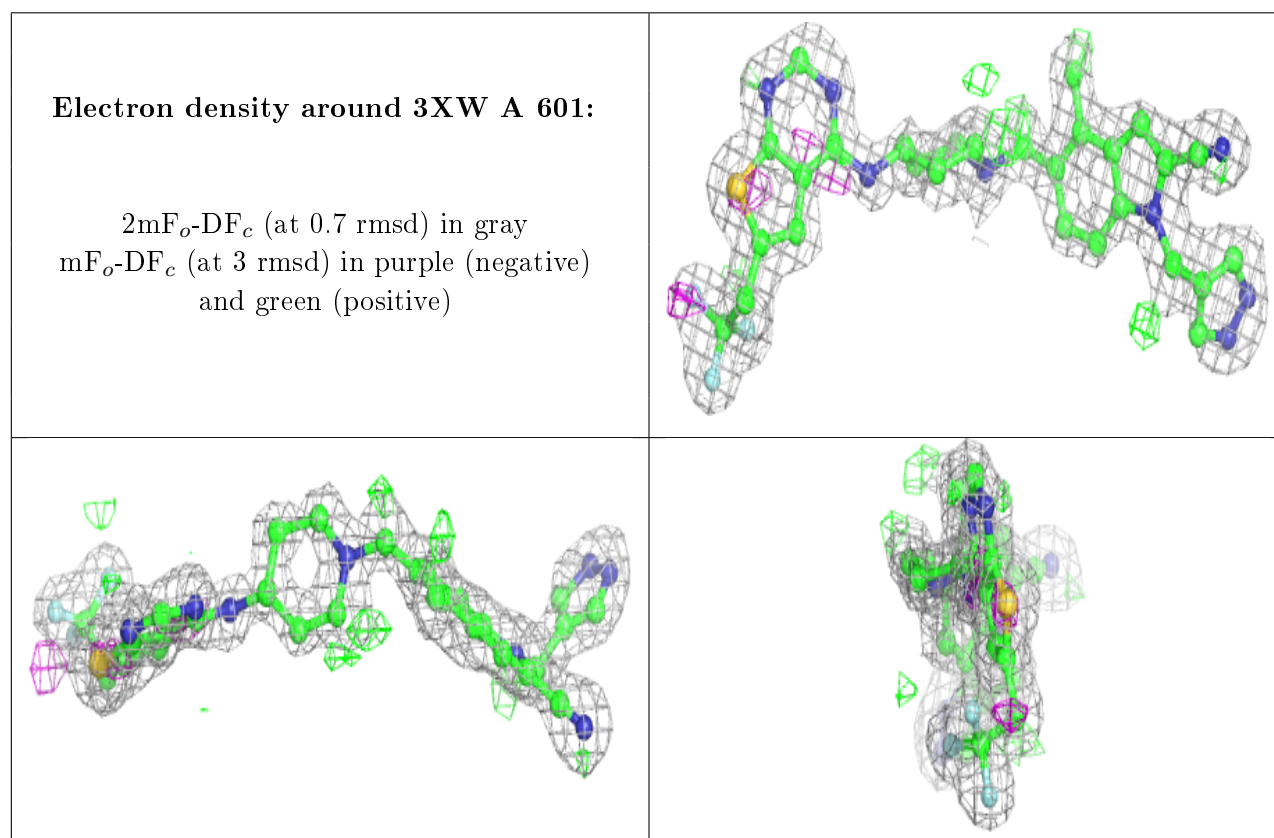 Electron density around 3XW A 601:
2mFₒ-DF𝒸 (at 0.7 rmsd) in gray
mFₒ-DF𝒸 (at 3 rmsd) in purple (negative)
and green (positive)